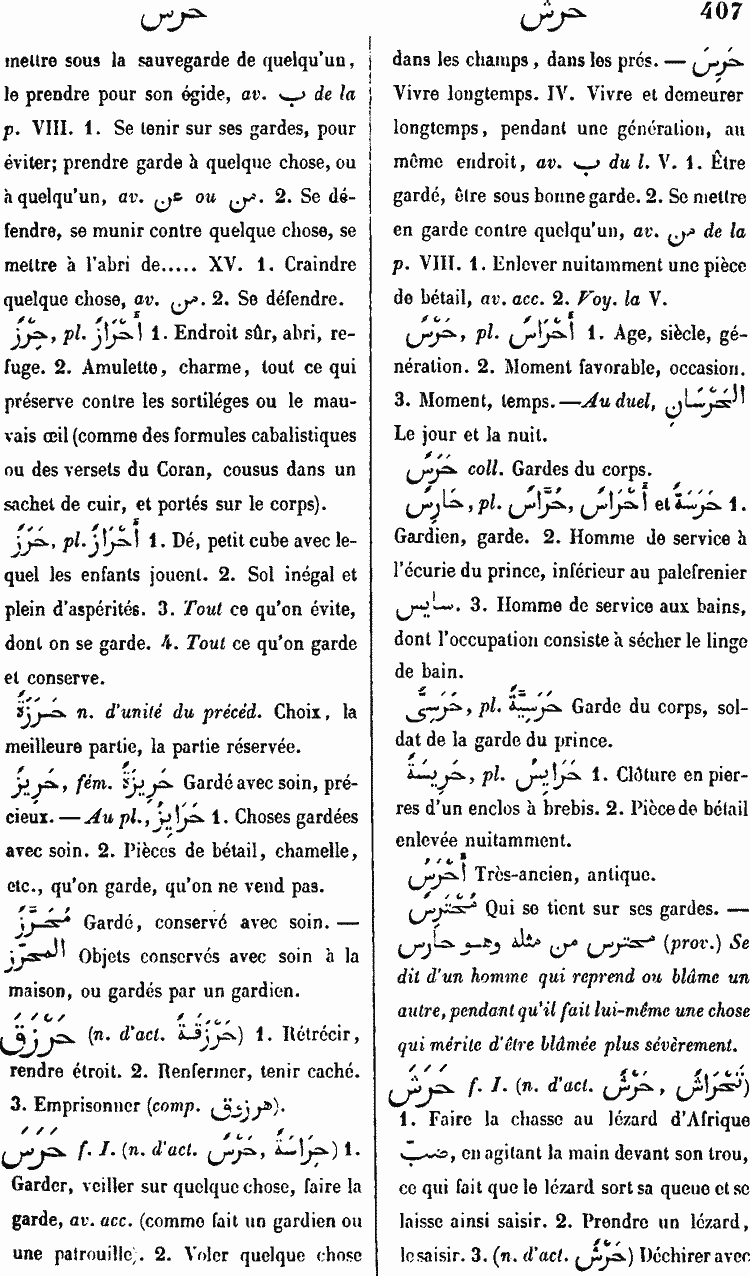 حرس
حرش
407
mettre sous la sauvegarde de quelqu'un,
le prendre pour son égide, av. ب de la
p. VIII. 1. Se tenir sur ses gardes, pour
éviter; prendre garde à quelque chose, ou
à quelqu'un, av. عن ou من. 2. Se dé-
fendre, se munir contre quelque chose, se
mettre à l'abri de..... XV. 1. Craindre
quelque chose, av. من. 2. Se défendre.
حِرْزٌ, pl. أَحْرَازٌ 1. Endroit sûr, abri, re-
fuge. 2. Amulette, charme, tout ce qui
préserve contre les sortiléges ou le mau-
vais œil (comme des formules cabalistiques
ou des versets du Coran, cousus dans un
sachet de cuir, et portés sur le corps).
حَرَزٌ, pl. أَحْرَازٌ 1. Dé, petit cube avec le-
quel les enfants jouent. 2. Sol inégal et
plein d'aspérités. 3. Tout ce qu'on évite,
dont on se garde. 4. Tout ce qu'on garde
et conserve.
حَرَزَةٌ n. d'unité du précéd. Choix, la
meilleure partie, la partie réservée.
حَرِيزٌ, fém. حَرِيزَةٌ Gardé avec soin, pré-
cieux. — Au pl., حَرَايِزُ 1. Choses gardées
avec soin. 2. Pièces de bétail, chamelle,
etc., qu'on garde, qu'on ne vend pas.
مُحَرَّزٌ Gardé, conservé avec soin. —
المحرّز Objets conservés avec soin à la
maison, ou gardés par un gardien.
حَرْزَقَ (n. d'act. حَرْزَقَةٌ) 1. Rétrécir,
rendre étroit. 2. Renfermer, tenir caché.
3. Emprisonner (comp. هرزق).
حَرَسَ f. I. (n. d'act. حَرْسٌ, حِرَاسَةٌ) 1.
Garder, veiller sur quelque chose, faire la
garde, av. acc. (comme fait un gardien ou
une patrouille). 2. Voler quelque chose
dans les champs, dans les prés. — حَرِسَ
Vivre longtemps. IV. Vivre et demeurer
longtemps, pendant une génération, au
même endroit, av. ب du l. V. 1. Être
gardé, être sous bonne garde. 2. Se mettre
en garde contre quelqu'un, av. من de la
p. VIII. 1. Enlever nuitamment une pièce
de bétail, av. acc. 2. Voy. la V.
حَرْسٌ, pl. أَحْرَاسٌ 1. Age, siècle, gé-
nération. 2. Moment favorable, occasion.
3. Moment, temps. — Au duel, الْحَرْسَانِ
Le jour et la nuit.
حَرَسٌ coll. Gardes du corps.
حَارِسٌ, pl. حُرَّاسٌ, أَحْرَاسٌ et حَرَسَةٌ 1.
Gardien, garde. 2. Homme de service à
l'écurie du prince, inférieur au palefrenier
سايس. 3. Homme de service aux bains,
dont l'occupation consiste à sécher le linge
de bain.
حَرَسِىٌّ, pl. حَرَسِيَّةٌ Garde du corps, sol-
dat de la garde du prince.
حَرِيسَةٌ, pl. حَرَايِسُ 1. Clôture en pier-
res d'un enclos à brebis. 2. Pièce de bétail
enlevée nuitamment.
أَحْرَسُ Très-ancien, antique.
مُحْتَرِسٌ Qui se tient sur ses gardes. —
محترس من مثله وهو حارس (prov.) Se
dit d'un homme qui reprend ou blâme un
autre, pendant qu'il fait lui-même une chose
qui mérite d'être blâmée plus sévèrement.
حَرَشَ f. I. (n. d'act. حَرْشٌ, تَحْرَاشٌ)
1. Faire la chasse au lézard d'Afrique
ضبّ, en agitant la main devant son trou,
ce qui fait que le lézard sort sa queue et se
laisse ainsi saisir. 2. Prendre un lézard,
le saisir. 3. (n. d'act. حَرْشٌ) Déchirer avec